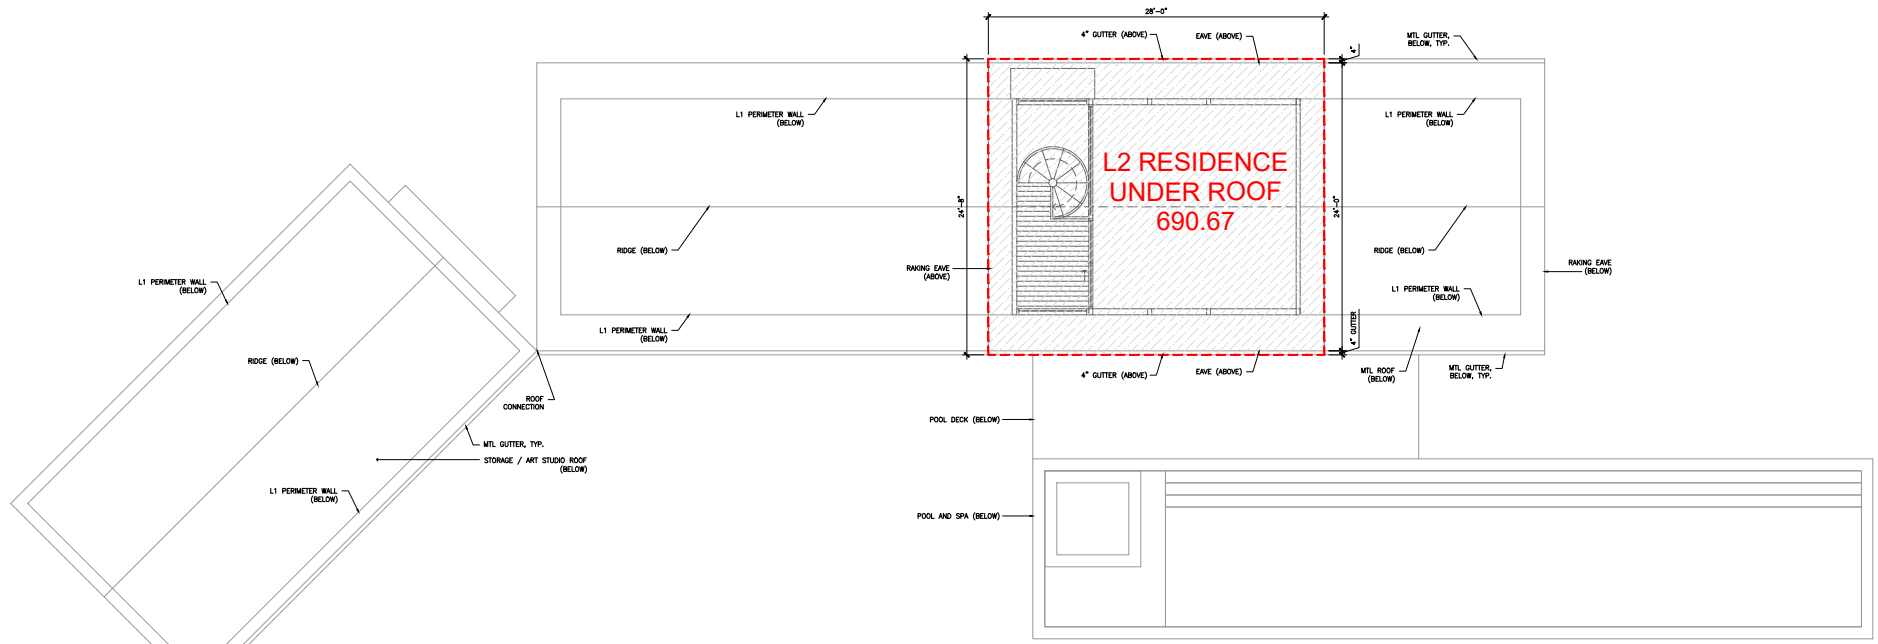 28'-0"
4" GUTTER (ABOVE)
EAVE (ABOVE)
MTL GUTTER,
BELOW, TYP.
4"
L1 PERIMETER WALL
(BELOW)
L1 PERIMETER WALL
(BELOW)
L2 RESIDENCE
UNDER ROOF
690.67
24'-8"
24'-0"
RIDGE (BELOW)
RIDGE (BELOW)
RAKING EAVE
(ABOVE)
RAKING EAVE
(BELOW)
L1 PERIMETER WALL
(BELOW)
L1 PERIMETER WALL
(BELOW)
L1 PERIMETER WALL
(BELOW)
4" GUTTER
RIDGE (BELOW)
4" GUTTER (ABOVE)
EAVE (ABOVE)
MTL ROOF
(BELOW)
MTL GUTTER,
BELOW, TYP.
ROOF
CONNECTION
POOL DECK (BELOW)
MTL GUTTER, TYP.
STORAGE / ART STUDIO ROOF
(BELOW)
L1 PERIMETER WALL
(BELOW)
POOL AND SPA (BELOW)